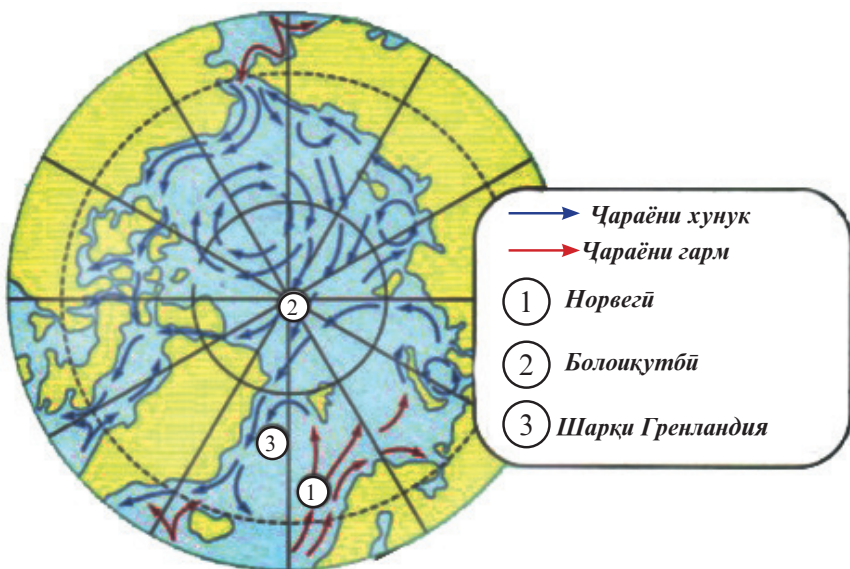 Ҷараёни хунук
Ҷараёни гарм
1 Норвегӣ
2 Болоиқутбӣ
3 Шарқи Гренландия
2
3
1